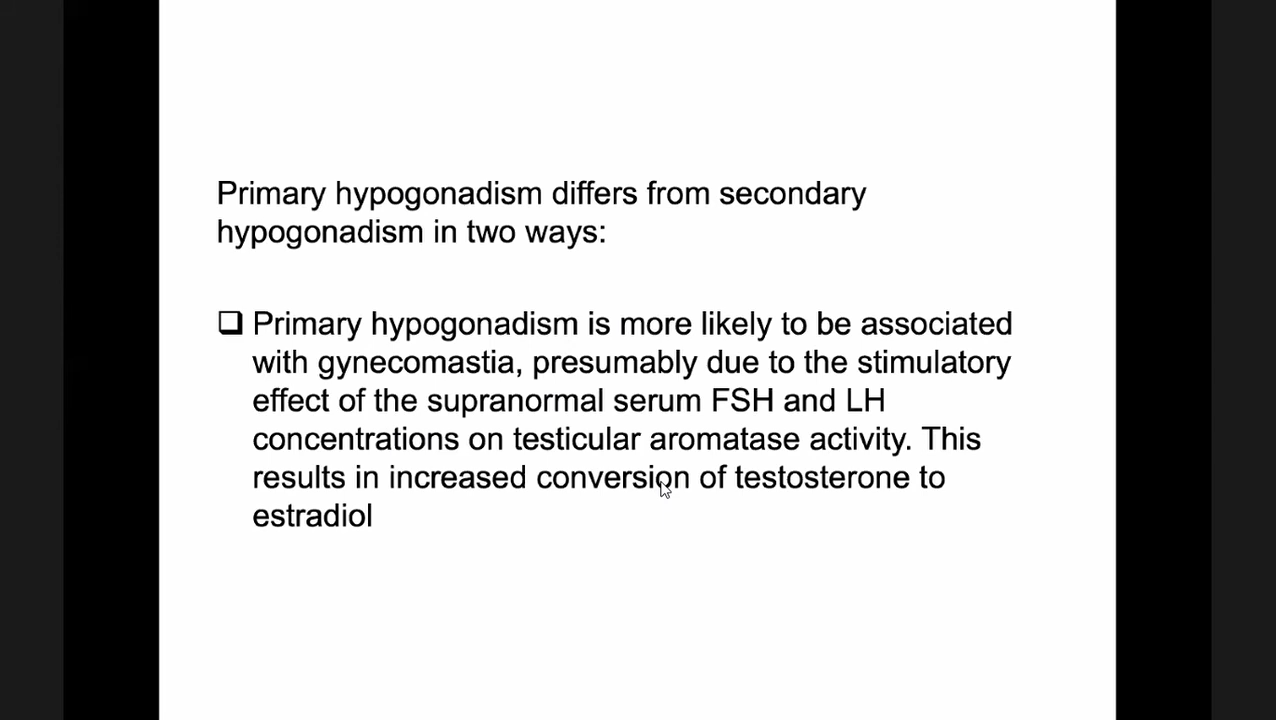 Primary hypogonadism differs from secondary
hypogonadism in two ways:
❑ Primary hypogonadism is more likely to be associated
with gynecomastia, presumably due to the stimulatory
effect of the supranormal serum FSH and LH
concentrations on testicular aromatase activity. This
results in increased conversion of testosterone to
estradiol